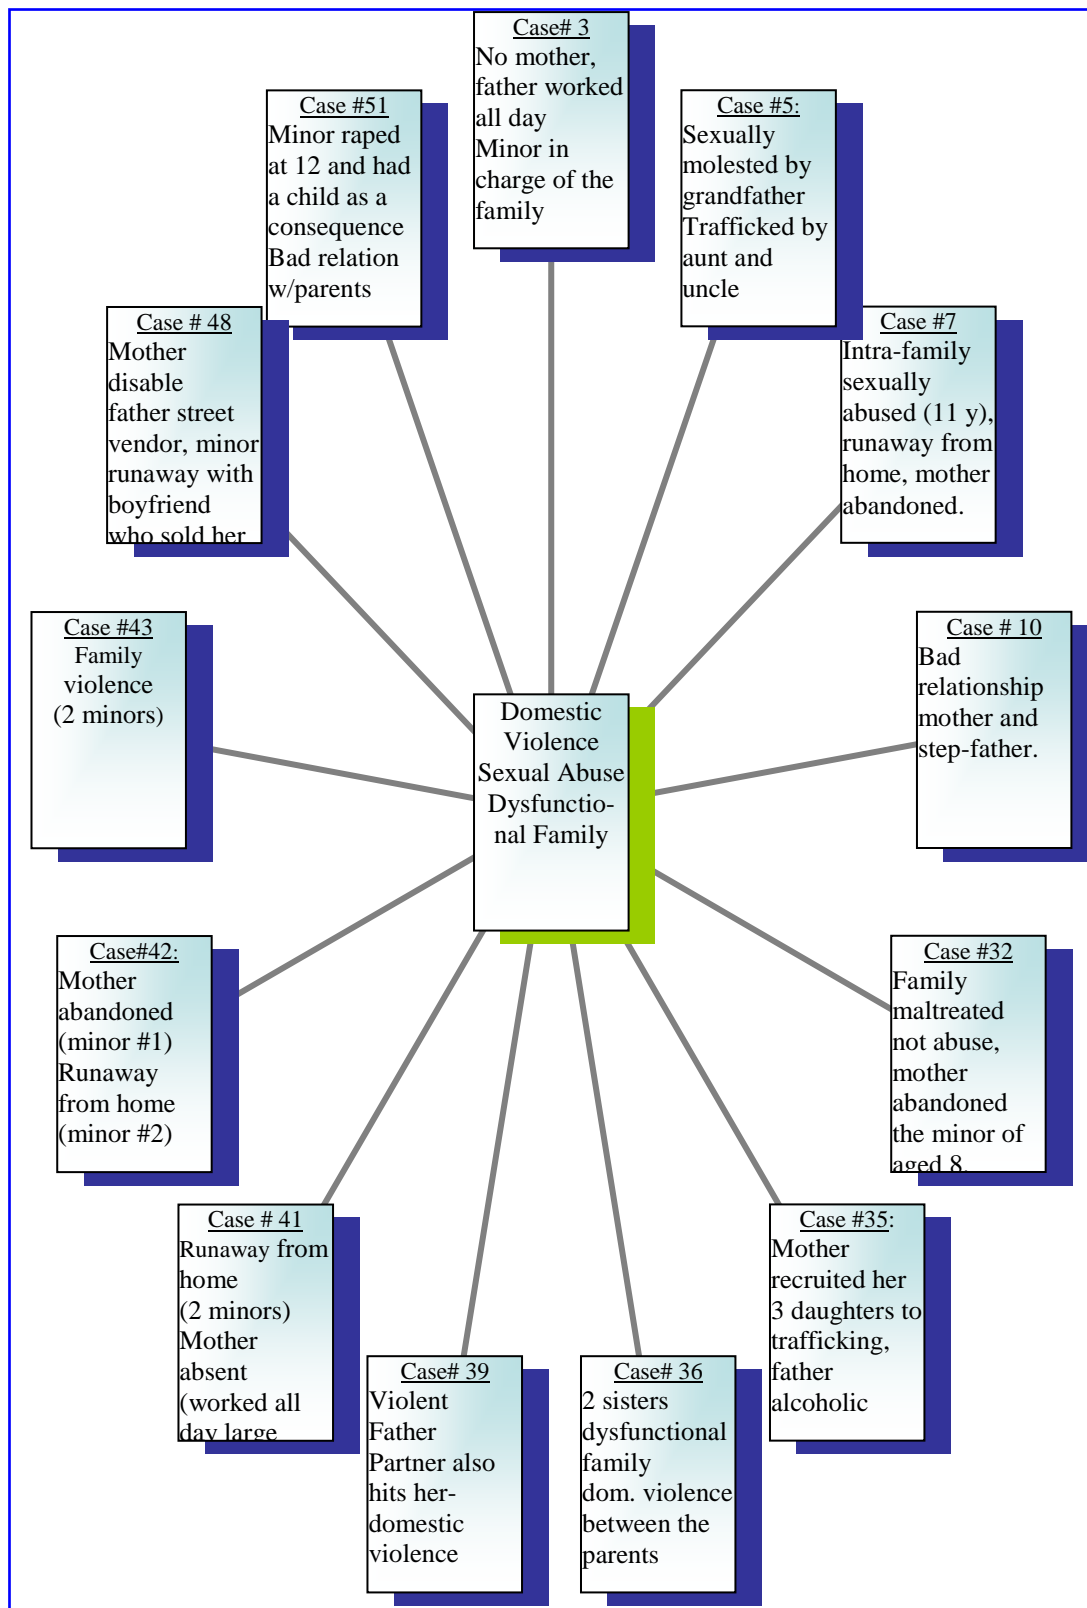 Case# 3
No mother,
father worked
all day
Minor in
charge of the
family
Case #5:
Sexually
molested by
grandfather
Trafficked by
aunt and
uncle
Case #7
Intra-family
sexually
abused (11 y),
runaway from
home, mother
abandoned.
Case # 10
Bad
relationship
mother and
step-father.
Case #32
Family
maltreated
not abuse,
mother
abandoned
the minor of
aged 8.
Case #35:
Mother
recruited her
3 daughters to
trafficking,
father
alcoholic
Case# 36
2 sisters
dysfunctional
family
dom. violence
between the
parents
Case# 39
Violent
Father
Partner also
hits her-
domestic
violence
Case # 41
Runaway from
home
(2 minors)
Mother
absent
(worked all
day large
Case#42:
Mother
abandoned
(minor #1)
Runaway
from home
(minor #2)
Case #43
Family
violence
(2 minors)
Case # 48
Mother
disable
father street
vendor, minor
runaway with
boyfriend
who sold her
Case #51
Minor raped
at 12 and had
a child as a
consequence
Bad relation
w/parents
Domestic
Violence
Sexual Abuse
Dysfunctio-
nal Family